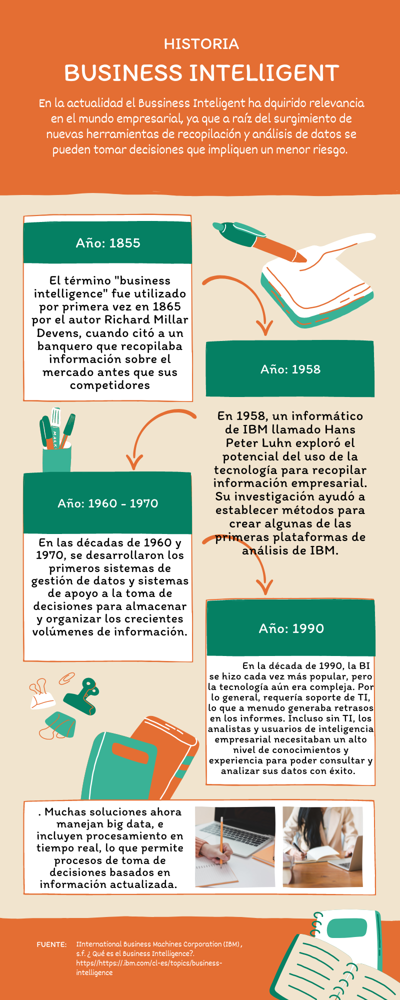 HISTORIA
BUSINESS INTELlIGENT
En la actualidad el Bussiness Inteligent ha dquirido relevancia
en el mundo empresarial, ya que a raíz del surgimiento de
nuevas herramientas de recopilación y análisis de datos se
pueden tomar decisiones que impliquen un menor riesgo.
Año: 1855
El término "business
intelligence" fue utilizado
por primera vez en 1865
por el autor Richard Millar
Devens, cuando citó a un
banquero que recopilaba
información sobre el
mercado antes que sus
competidores
Año: 1958
En 1958, un informático
de IBM llamado Hans
Peter Luhn exploró el
potencial del uso de la
tecnología para recopilar
información empresarial.
Su investigación ayudó a
establecer métodos para
crear algunas de las
primeras plataformas de
análisis de IBM.
MARK
Año: 1960 - 1970
En las décadas de 1960 y
1970, se desarrollaron los
primeros sistemas de
gestión de datos y sistemas
de apoyo a la toma de
decisiones para almacenar
y organizar los crecientes
volúmenes de información.
Año: 1990
En la década de 1990, la BI
se hizo cada vez más popular, pero
la tecnología aún era compleja. Por
lo general, requería soporte de TI,
lo que a menudo generaba retrasos
en los informes. Incluso sin TI, los
analistas y usuarios de inteligencia
empresarial necesitaban un alto
nivel de conocimientos y
experiencia para poder consultar y
analizar sus datos con éxito.
. Muchas soluciones ahora
manejan big data, e
incluyen procesamiento en
tiempo real, lo que permite
procesos de toma de
decisiones basados en
información actualizada.
FUENTE:
IInternational Business Machines Corporation (IBM) ,
s.f. ¿ Qué es el Business Intelligence?.
https//https://.ibm.com/cl-es/topics/business-
intelligence